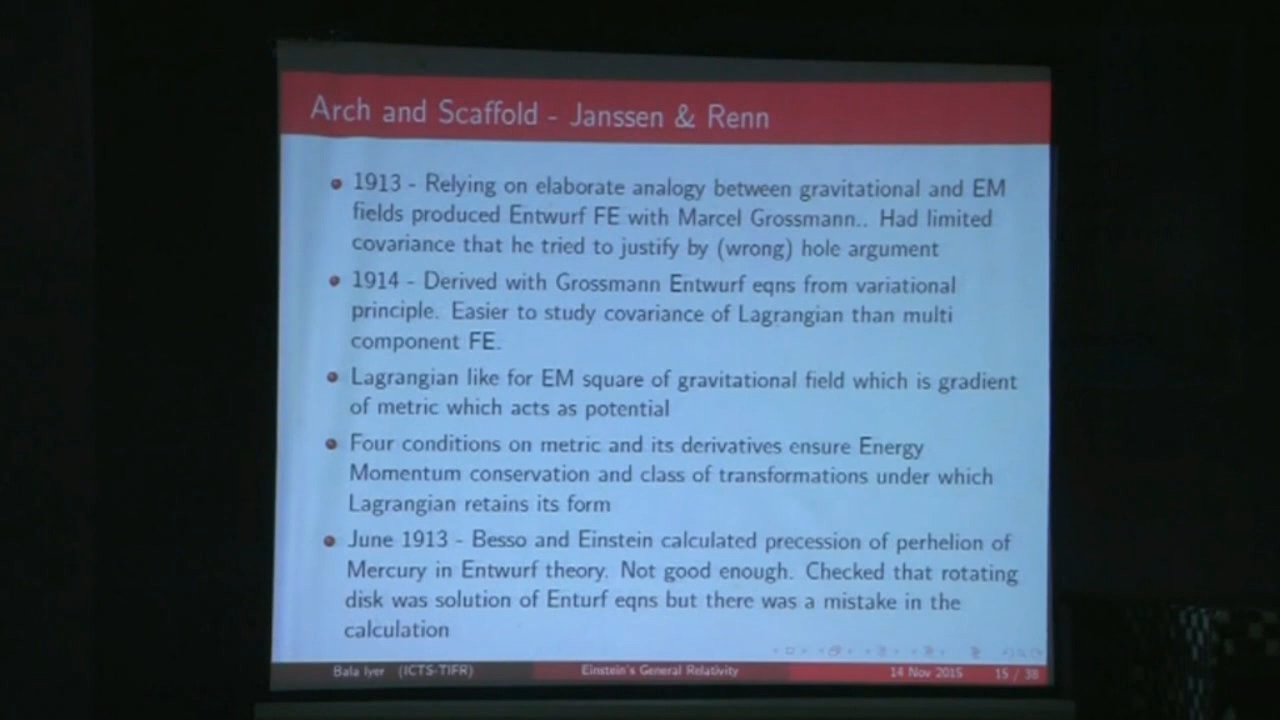 Arch and Scaffold - Janssen & Renn
1913 - Relying on elaborate analogy between gravitational and EM
fields produced Entwurf FE with Marcel Grossmann.. Had limited
covariance that he tried to justify by (wrong) hole argument
1914 - Derived with Grossmann Entwurf eqns from variational
principle. Easier to study covariance of Lagrangian than multi
component FE.
Lagrangian like for EM square of gravitational field which is gradient
of metric which acts as potential
Four conditions on metric and its derivatives ensure Energy
Momentum conservation and class of transformations under which
Lagrangian retains its form
June 1913 - Besso and Einstein calculated precession of perhelion of
Mercury in Entwurf theory. Not good enough. Checked that rotating
disk was solution of Enturf eqns but there was a mistake in the
calculation
Bala Iyer (ICTS-TIFR) Einstein's General Relativity 14 Nov 2015 15 / 38